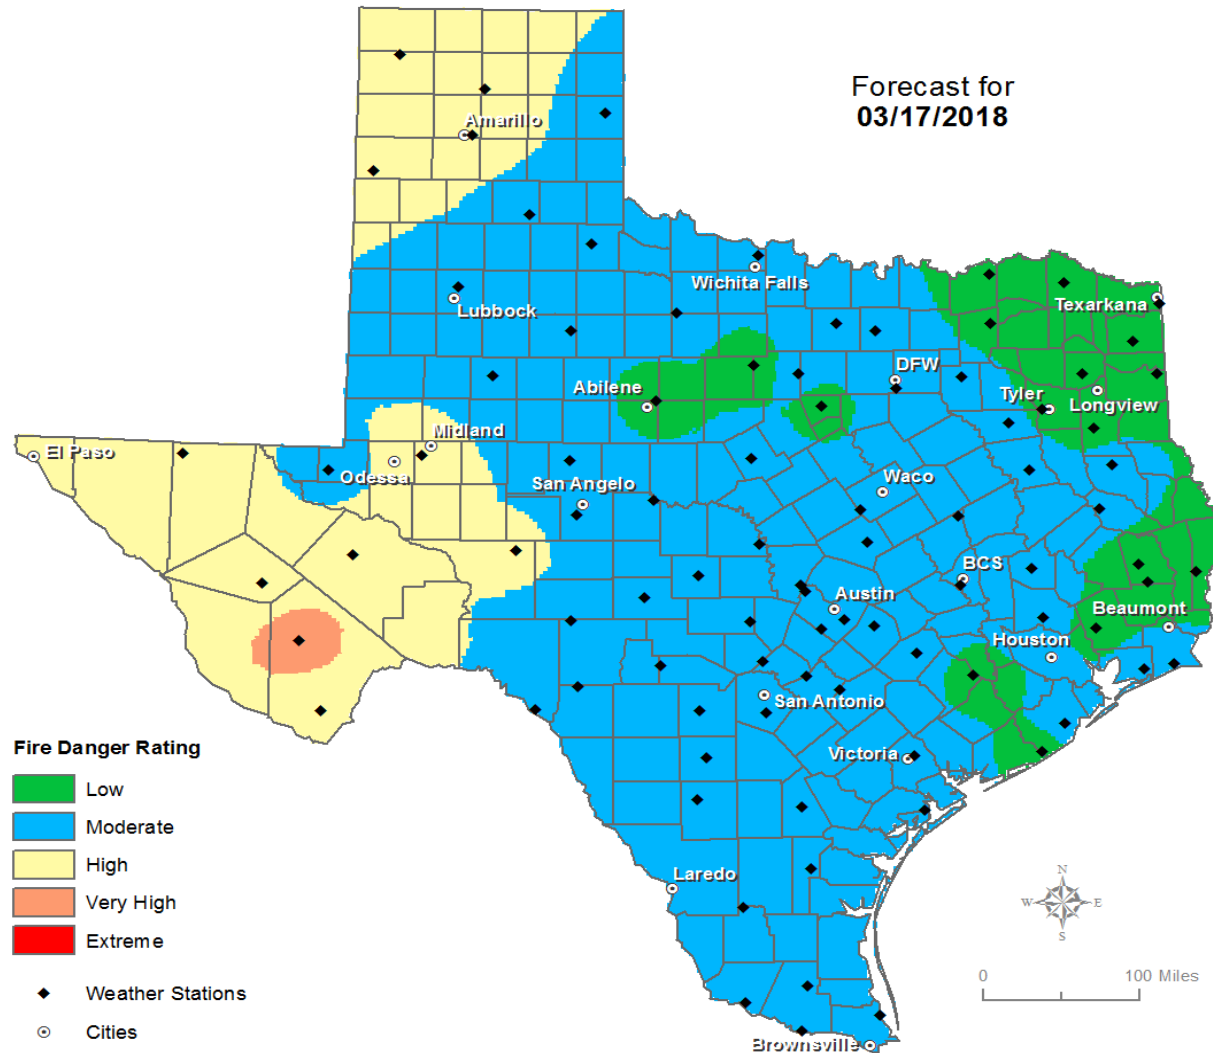 Forecast for
03/17/2018
Amarillo
Wichita Falls
Lubbock
Texarkana
DFW
Abilene
Tyler
Longview
Midland
El Paso
Odessa
San Angelo
Waco
BCS
Austin
Beaumont
Houston
San Antonio
Victoria
Laredo
Brownsville
Fire Danger Rating
Low
Moderate
High
Very High
Extreme
Weather Stations
Cities
N
W E
S
0 100 Miles